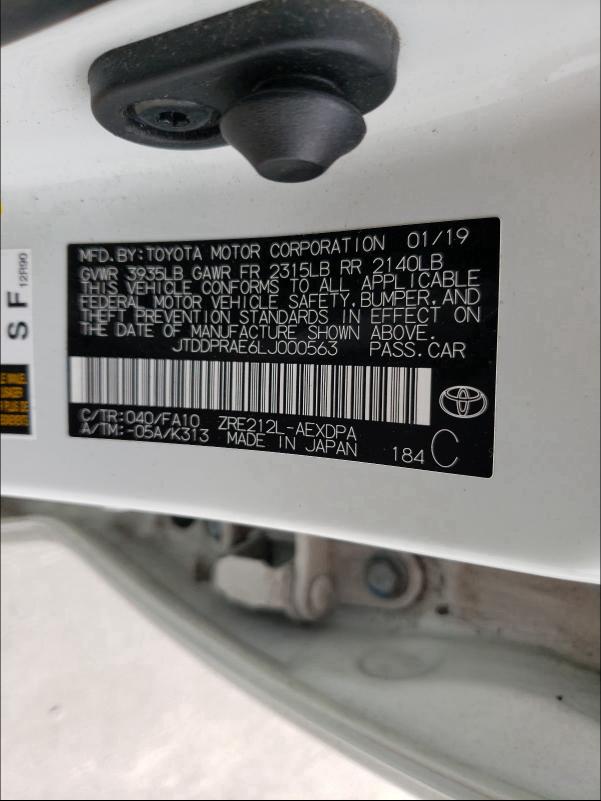 MFD.BY:TOYOTA MOTOR CORPORATION 01/19
GVWR 3935LB GAWR FR 2315LB RR 2140LB
THIS VEHICLE CONFORMS TO ALL APPLICABLE
FEDERAL MOTOR VEHICLE SAFETY, BUMPER, AND
THEFT PREVENTION STANDARDS IN EFFECT ON
THE DATE OF MANUFACTURE SHOWN ABOVE.
JTDDPRAE6LJ000563 PASS.CAR
C/TR:040/FA10 ZRE212L-AEXDPA
A/TM:-05A/K313 MADE IN JAPAN
184 C
S F
12R90